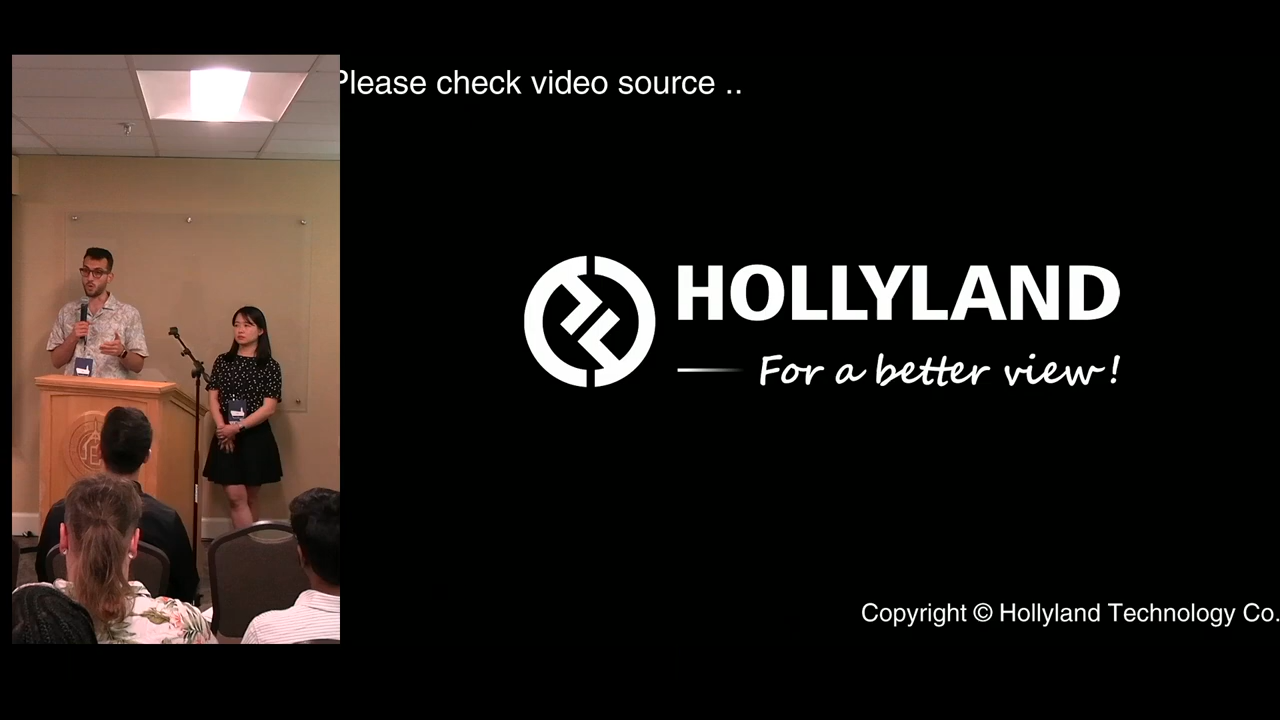 Please check video source ..
HOLLYLAND
For a better view!
Copyright © Hollyland Technology Co.